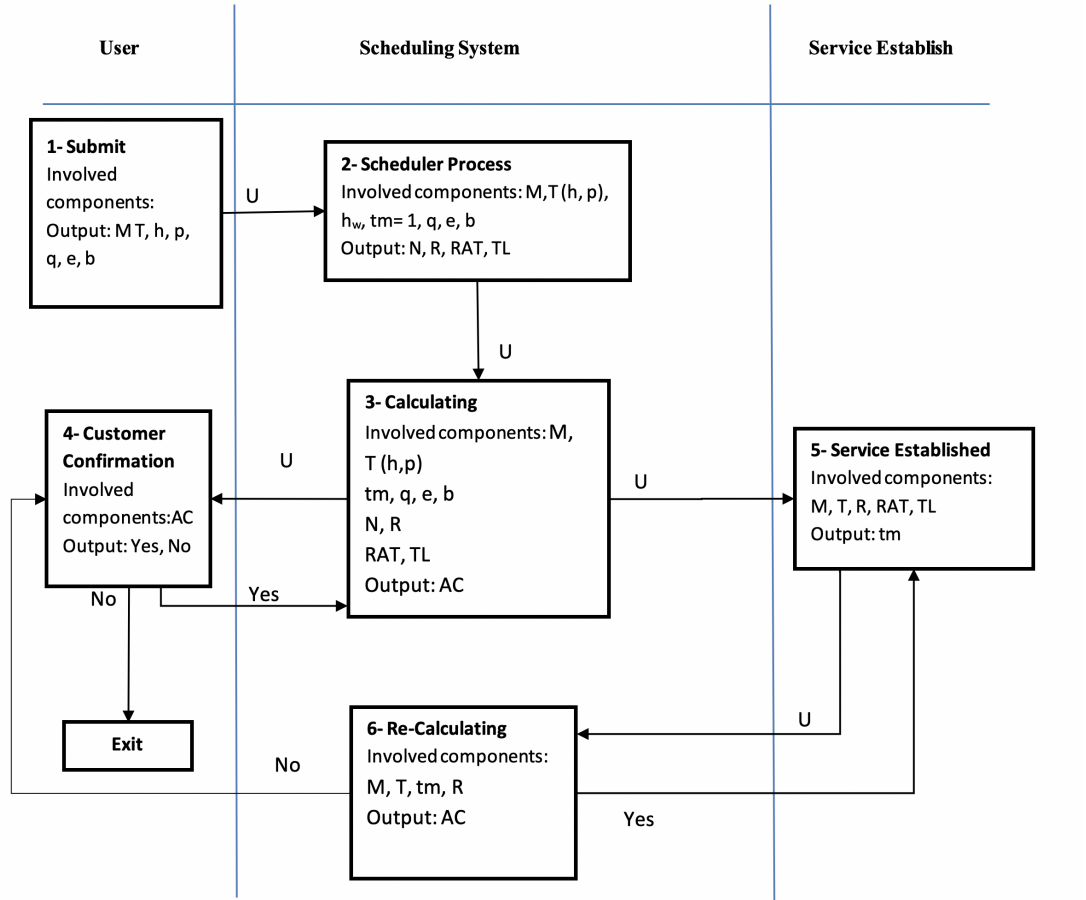 User
Scheduling System
Service Establish
1- Submit
Involved
components:
Output: M T, h, p,
q, e, b
U
2- Scheduler Process
Involved components: M,T (h, p),
hw, tm= 1, q, e, b
Output: N, R, RAT, TL
U
3- Calculating
Involved components: M,
T (h,p)
tm, q, e, b
N, R
RAT, TL
Output: AC
4- Customer
Confirmation
Involved
components:AC
Output: Yes, No
U
U
5- Service Established
Involved components:
M, T, R, RAT, TL
Output: tm
No
Yes
Exit
6- Re-Calculating
Involved components:
M, T, tm, R
Output: AC
No
U
Yes